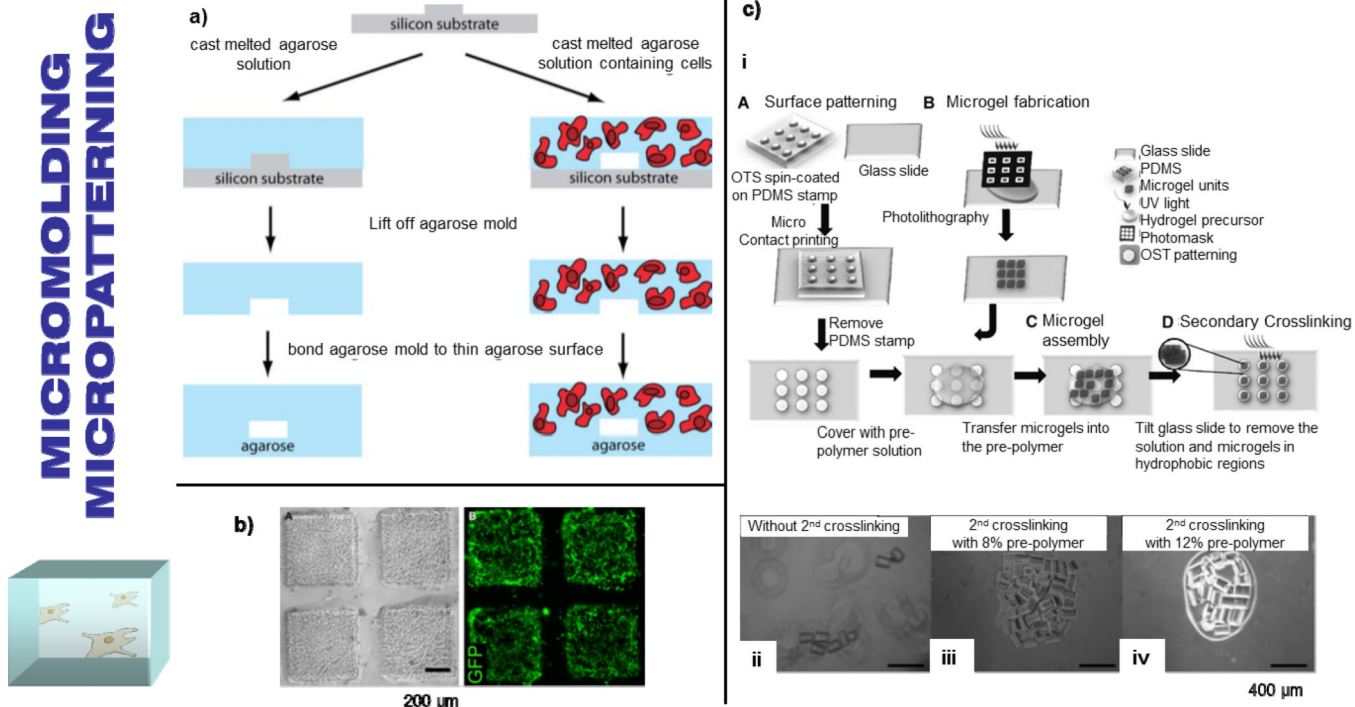 MICROMOLDING
MICROPATTERNING
a)
silicon substrate
cast melted agarose
solution
cast melted agarose
solution containing cells
silicon substrate
silicon substrate
Lift off agarose mold
bond agarose mold to thin agarose surface
agarose
agarose
b)
A
B
GFP
200 µm
c)
i
A Surface patterning
B Microgel fabrication
OTS spin-coated
on PDMS stamp
Glass slide
Micro
Contact printing
Photolithography
Glass slide
PDMS
Microgel units
UV light
Hydrogel precursor
Photomask
OST patterning
Remove
PDMS stamp
C Microgel
assembly
D Secondary Crosslinking
Cover with pre-
polymer solution
Transfer microgels into
the pre-polymer
Tilt glass slide to remove the
solution and microgels in
hydrophobic regions
Without 2nd crosslinking
2nd crosslinking
with 8% pre-polymer
2nd crosslinking
with 12% pre-polymer
ii
iii
iv
400 µm